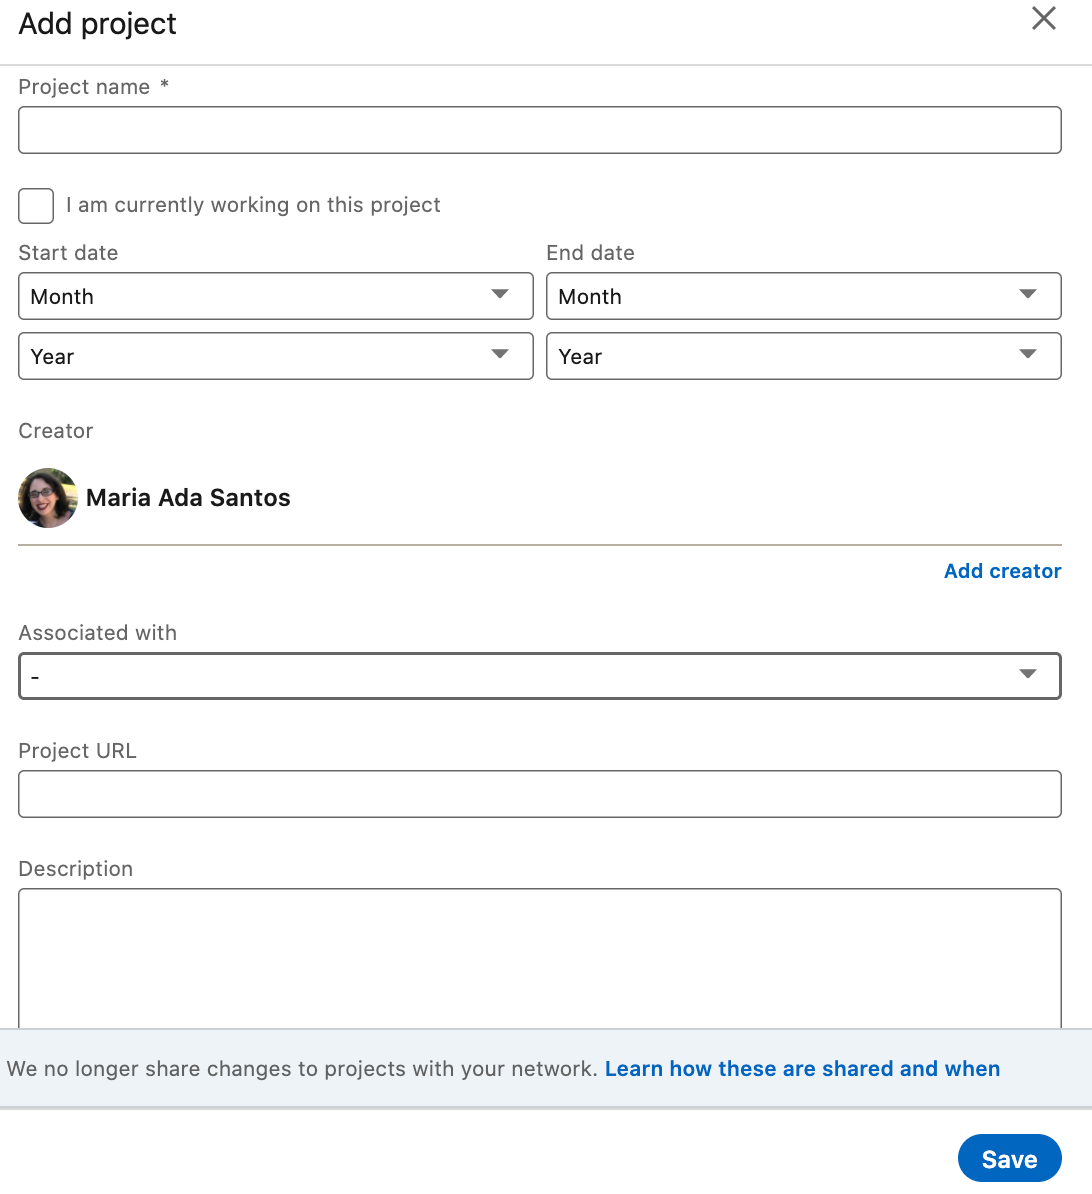 Add project
Project name *
I am currently working on this project
Start date End date
Month Month
Year Year
Creator
Maria Ada Santos
Add creator
Associated with
-
Project URL
Description
We no longer share changes to projects with your network. Learn how these are shared and when
Save